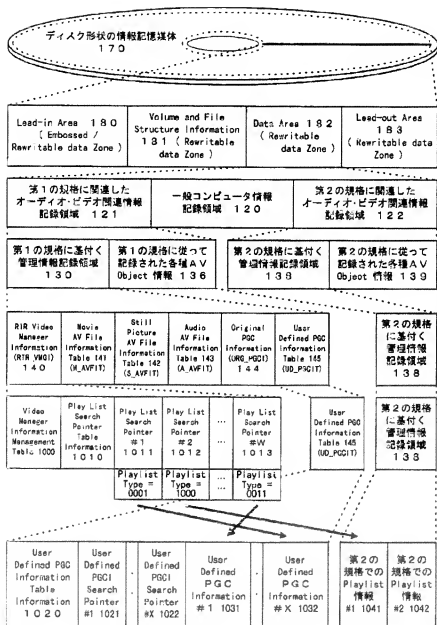 ディスク形状の情報記憶媒体
170
Lead-in Area 180
( Embossed /
Rewritable data Zone )
Volume and File
Structure Information
131 ( Rewritable
data Zone )
Data Area 182
( Rewritable
data Zone )
Lead-out Area
183
( Rewritable data
Zone )
第1の規格に関連した
オーディオ・ビデオ関連情報
記録領域 121
一般コンピュータ情報
記録領域 120
第2の規格に関連した
オーディオ・ビデオ関連情報
記録領域 122
第1の規格に基付く
管理情報記録領域
130
第1の規格に従って
記録された各種AV
Object 情報 136
第2の規格に基付く
管理情報記録領域
138
第2の規格に従って
記録された各種AV
Object 情報 139
RTR Video
Manager
Information
(RTR_VMGI)
140
Movie
AV File
Information
Table 141
(M_AVFIT)
Still
Picture
AV File
Information
Table 142
(S_AVFIT)
Audio
AV File
Information
Table 143
(A_AVFIT)
Original
PGC
Information
(ORG_PGCI)
144
User
Defined PGC
Information
Table 145
(UD_PGCIT)
第2の規格
に基付く
管理情報
記録領域
138
Video
Manager
Information
Management
Table 1000
Play List
Search
Pointer
Table
Information
1010
Play List
Search
Pointer
#1
1011
Play List
Search
Pointer
#2
1012
...
...
Play List
Search
Pointer
#W
1013
User
Defined PGC
Information
Table 145
(UD_PGCIT)
第2の規格
に基付く
管理情報
記録領域
138
Playlist
Type =
0001
Playlist
Type =
1000
...
...
Playlist
Type =
0011
User
Defined PGC
Information
Table
Information
1020
User
Defined
PGCI
Search
Pointer
#1 1021
User
Defined
PGCI
Search
Pointer
#X 1022
User
Defined
PGC
Information
#1 1031
User
Defined
PGC
Information
#X 1032
第2の
規格での
Playlist
情報
#1 1041
第2の
規格での
Playlist
情報
#2 1042